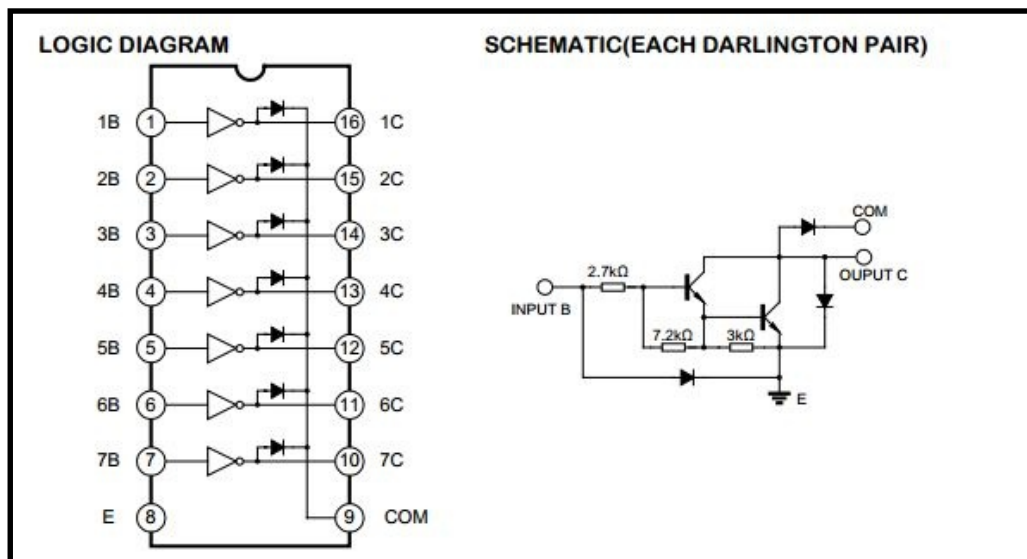 LOGIC DIAGRAM
SCHEMATIC(EACH DARLINGTON PAIR)
1B 1 16 1C
2B 2 15 2C
3B 3 14 3C
4B 4 13 4C
5B 5 12 5C
6B 6 11 6C
7B 7 10 7C
E 8 9 COM
COM
OUPUT C
2.7kΩ
INPUT B
7.2kΩ 3kΩ
E